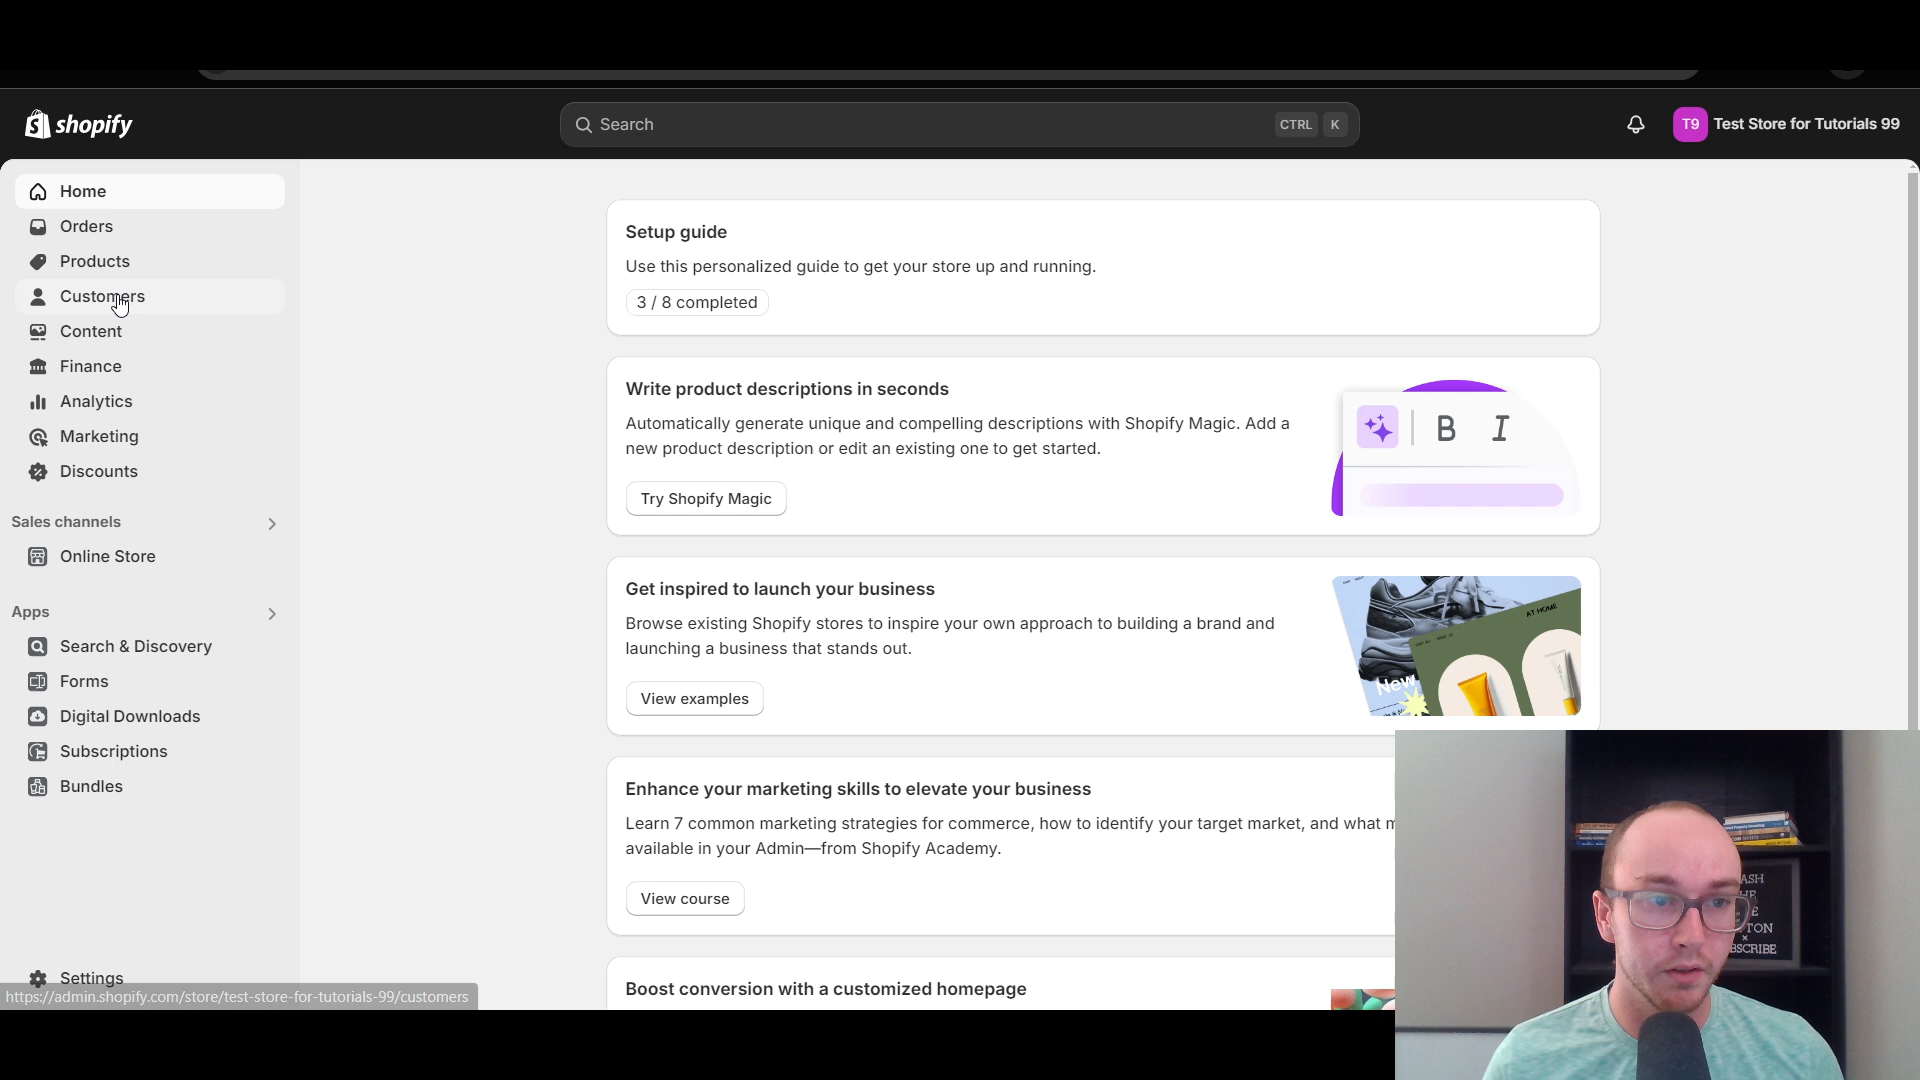 shopify
Search
CTRL K
T9 Test Store for Tutorials 99
Home
Orders
Products
Customers
Content
Finance
Analytics
Marketing
Discounts
Sales channels
Online Store
Apps
Search & Discovery
Forms
Digital Downloads
Subscriptions
Bundles
Settings
https://admin.shopify.com/store/test-store-for-tutorials-99/customers
Setup guide
Use this personalized guide to get your store up and running.
3 / 8 completed
Write product descriptions in seconds
Automatically generate unique and compelling descriptions with Shopify Magic. Add a
new product description or edit an existing one to get started.
Try Shopify Magic
B I
Get inspired to launch your business
Browse existing Shopify stores to inspire your own approach to building a brand and
launching a business that stands out.
View examples
AT HOME
New
Enhance your marketing skills to elevate your business
Learn 7 common marketing strategies for commerce, how to identify your target market, and what
available in your Admin—from Shopify Academy.
View course
Boost conversion with a customized homepage